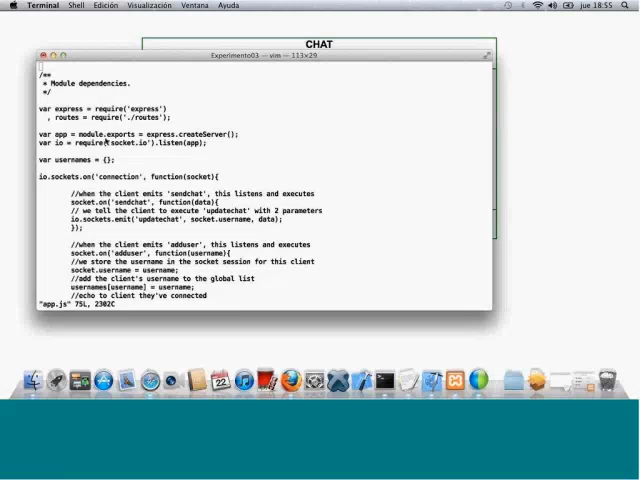 Terminal Shell Edición Visualización Ventana Ayuda jue 18:55
CHAT
Experimento03 — vim — 113×29
/**
 * Module dependencies.
 */
var express = require('express')
  , routes = require('./routes');
var app = module.exports = express.createServer();
var io = require('socket.io').listen(app);
var usernames = {};
io.sockets.on('connection', function(socket){
//when the client emits 'sendchat', this listens and executes
socket.on('sendchat', function(data){
// we tell the client to execute 'updatechat' with 2 parameters
io.sockets.emit('updatechat', socket.username, data);
});
//when the client emits 'adduser', this listens and executes
socket.on('adduser', function(username){
//we store the username in the socket session for this client
socket.username = username;
//add the client's username to the global list
usernames[username] = username;
//echo to client they've connected
"app.js" 75L, 2302C
22